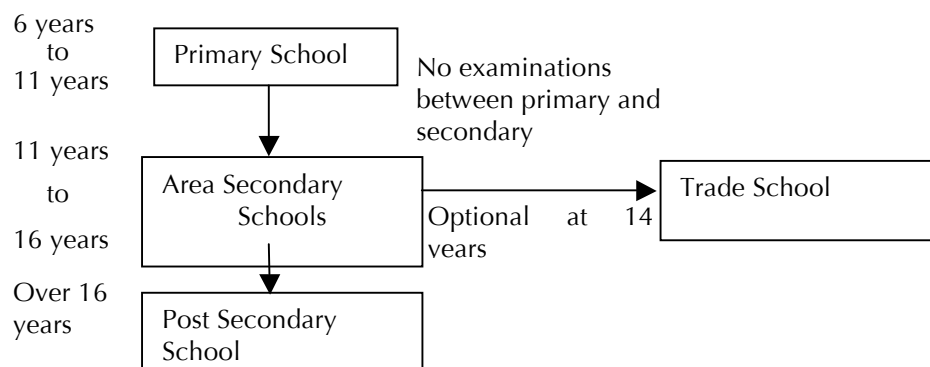 6 years
to
11 years
Primary School
No examinations
between primary and
secondary
11 years
to
16 years
Area Secondary
Schools
Optional at 14
vears
Trade School
Over 16
years
Post Secondary
School